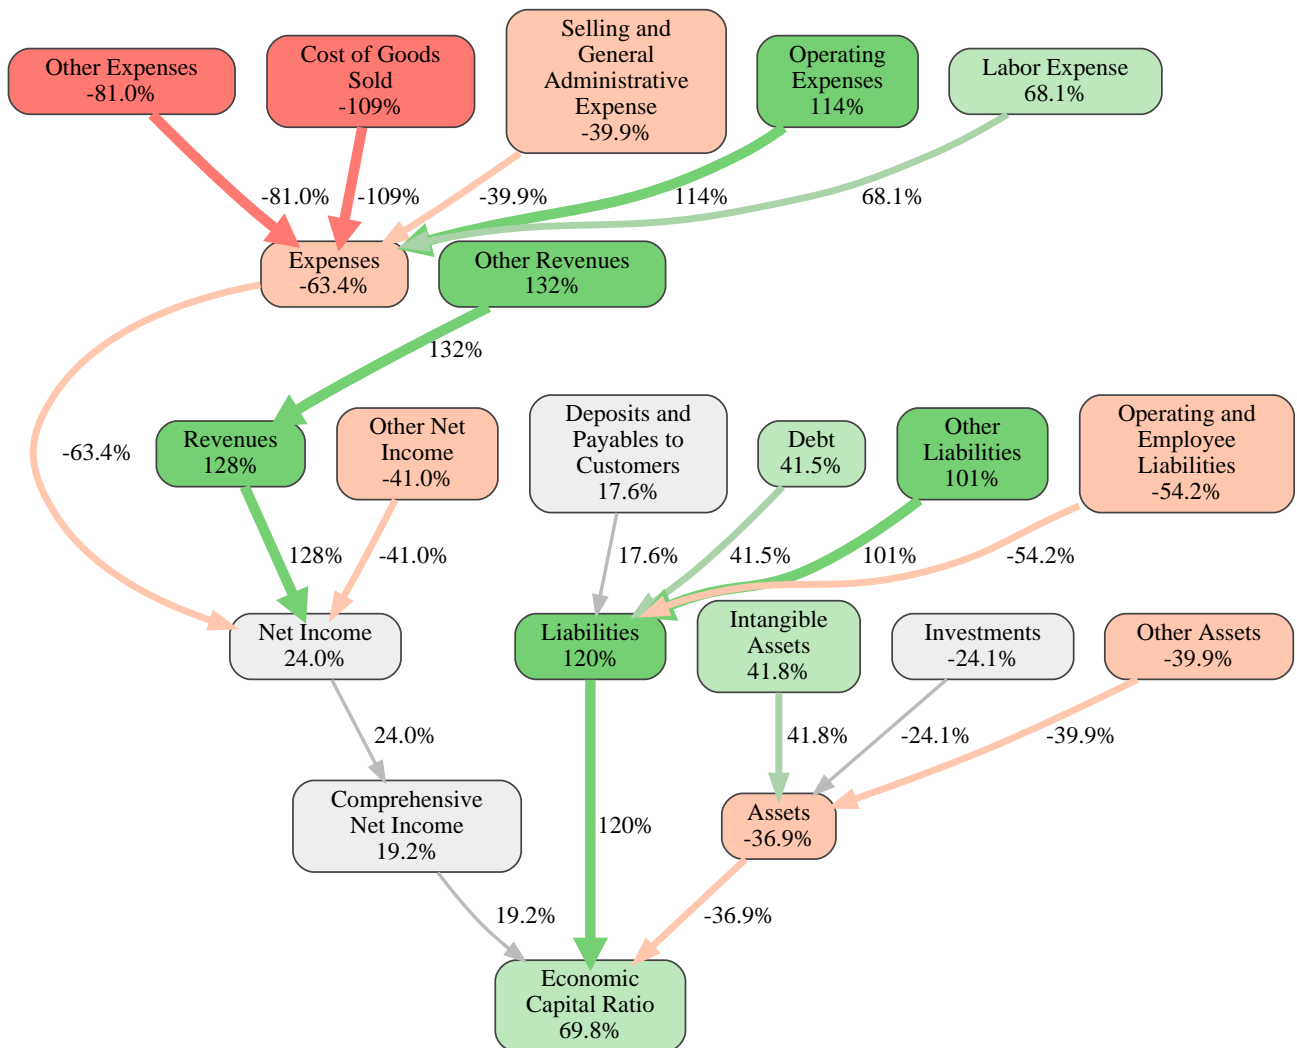 Other Expenses
-81.0%
Cost of Goods
Sold
-109%
Selling and
General
Administrative
Expense
-39.9%
Operating
Expenses
114%
Labor Expense
68.1%
-81.0%
-109%
-39.9%
114%
68.1%
Expenses
-63.4%
Other Revenues
132%
132%
-63.4%
Revenues
128%
Other Net
Income
-41.0%
Deposits and
Payables to
Customers
17.6%
Debt
41.5%
Other
Liabilities
101%
Operating and
Employee
Liabilities
-54.2%
128%
-41.0%
17.6%
41.5%
101%
-54.2%
Net Income
24.0%
Liabilities
120%
Intangible
Assets
41.8%
Investments
-24.1%
Other Assets
-39.9%
24.0%
41.8%
-24.1%
-39.9%
Comprehensive
Net Income
19.2%
120%
Assets
-36.9%
19.2%
-36.9%
Economic
Capital Ratio
69.8%